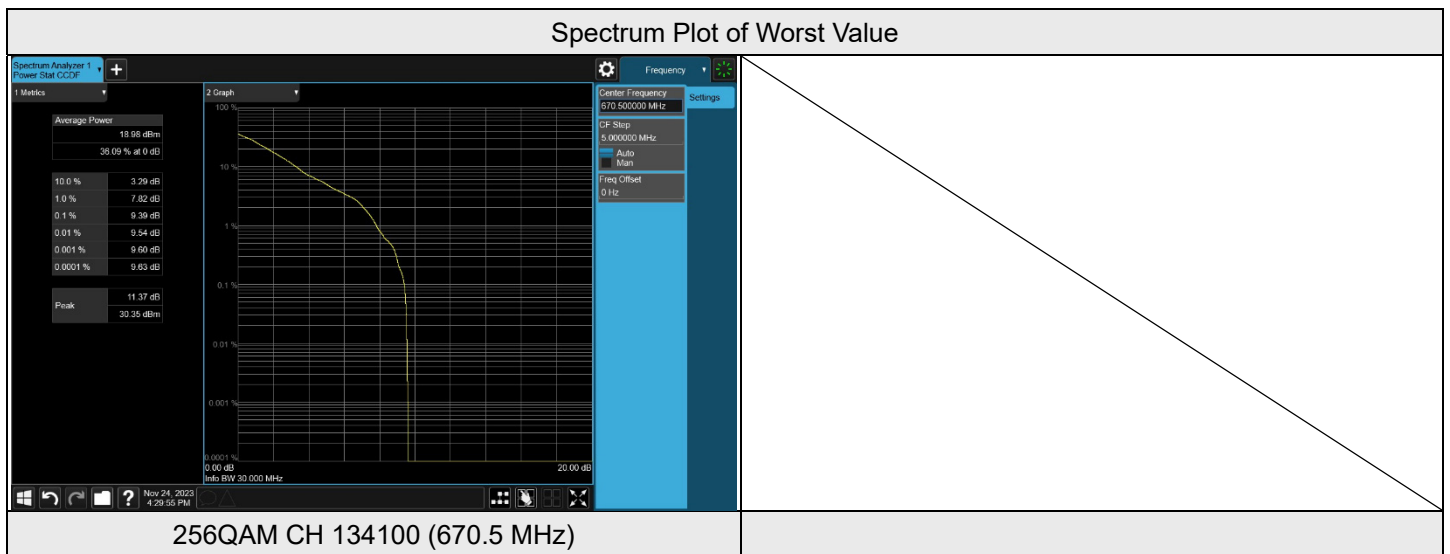 Spectrum Plot of Worst Value
Spectrum Analyzer 1
Power Stat CCDF
+
Frequency
1 Metrics
Average Power
18.98 dBm
36.09 % at 0 dB
10.0 % 3.29 dB
1.0 % 7.82 dB
0.1 % 9.39 dB
0.01 % 9.54 dB
0.001 % 9.60 dB
0.0001 % 9.63 dB
Peak
11.37 dB
30.35 dBm
2 Graph
100 %
10 %
1 %
0.1 %
0.01 %
0.001 %
0.0001 %
0.00 dB 20.00 dB
Info BW 30.000 MHz
Center Frequency
670.500000 MHz
Settings
CF Step
5.000000 MHz
Auto
Man
Freq Offset
0 Hz
?
Nov 24, 2023
4:29:55 PM
256QAM CH 134100 (670.5 MHz)